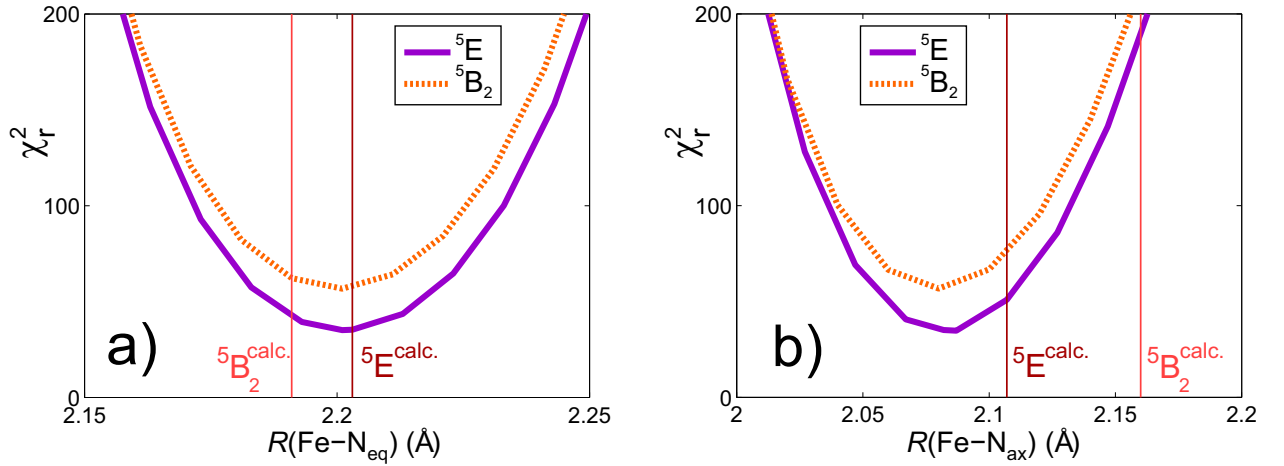 200
100
0
χ²ᵣ
⁵E
⁵B₂
a)
⁵B₂calc.
⁵Ecalc.
2.15
2.2
2.25
R(Fe−Neq) (Å)
200
100
0
χ²ᵣ
⁵E
⁵B₂
b)
⁵Ecalc.
⁵B₂calc.
2
2.05
2.1
2.15
2.2
R(Fe−Nax) (Å)